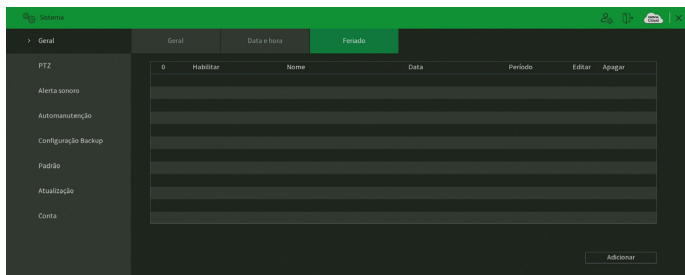 Sistema
Geral
PTZ
Alerta sonoro
Automanutenção
Configuração Backup
Padrão
Atualização
Conta
Geral Data e hora Feriado
0 Habilitar Nome Data Período Editar Apagar
Adicionar